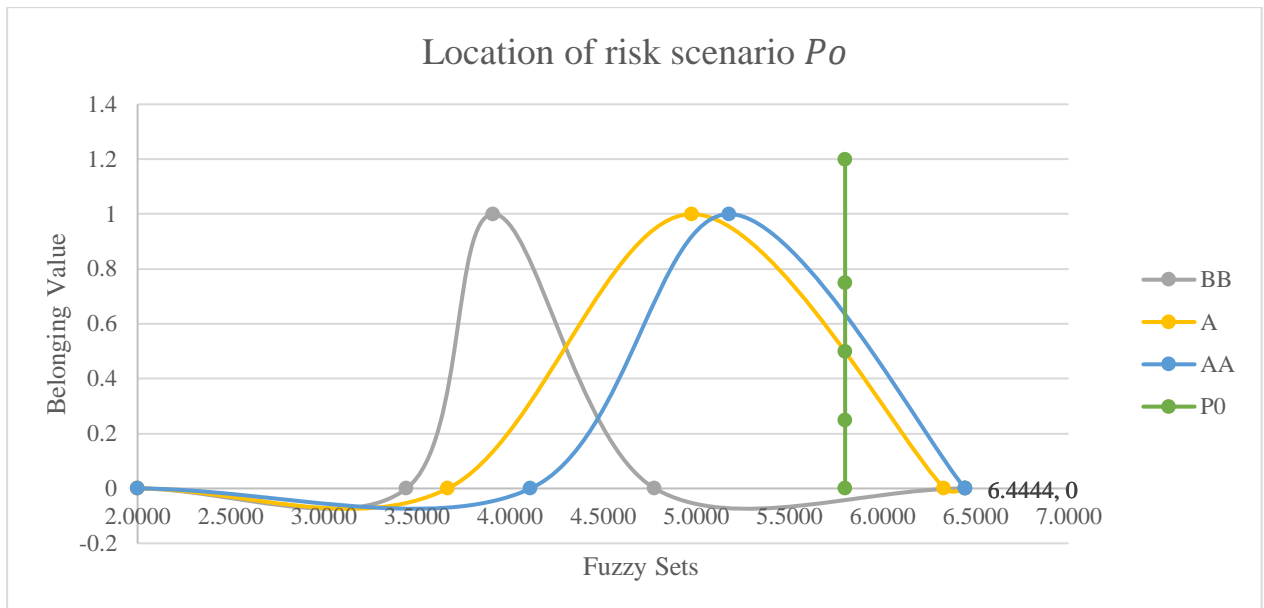 Location of risk scenario Po
1.4
1.2
1
0.8
0.6
0.4
0.2
0
-0.2
Belonging Value
2.0000 2.5000 3.0000 3.5000 4.0000 4.5000 5.0000 5.5000 6.0000 6.5000 7.0000
6.4444, 0
Fuzzy Sets
BB
A
AA
P0